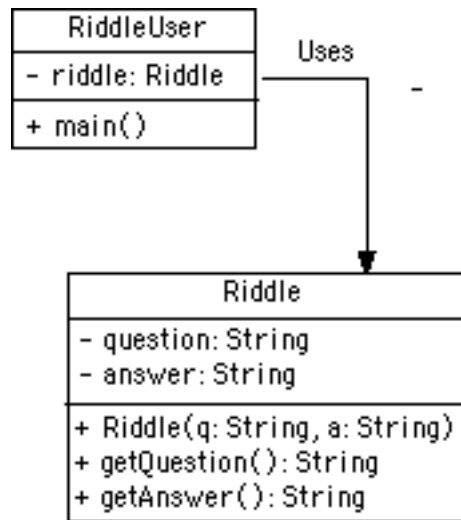 RiddleUser
- riddle: Riddle
+ main()
Uses
-
Riddle
- question: String
- answer: String
+ Riddle(q: String, a: String)
+ getQuestion(): String
+ getAnswer(): String